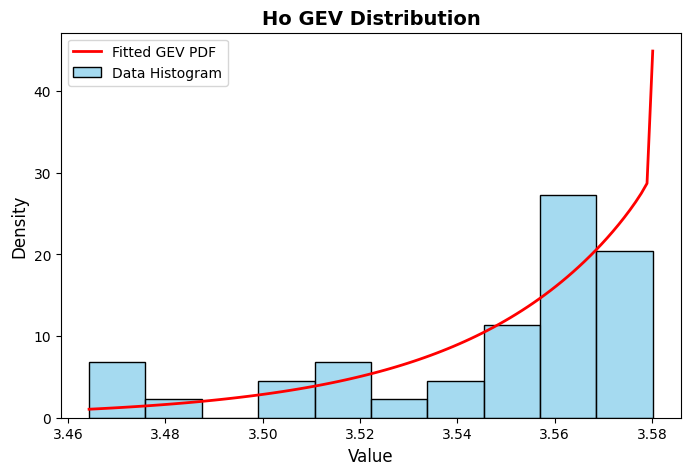 Ho GEV Distribution
Fitted GEV PDF
Data Histogram
Density
40
30
20
10
0
3.46 3.48 3.50 3.52 3.54 3.56 3.58
Value